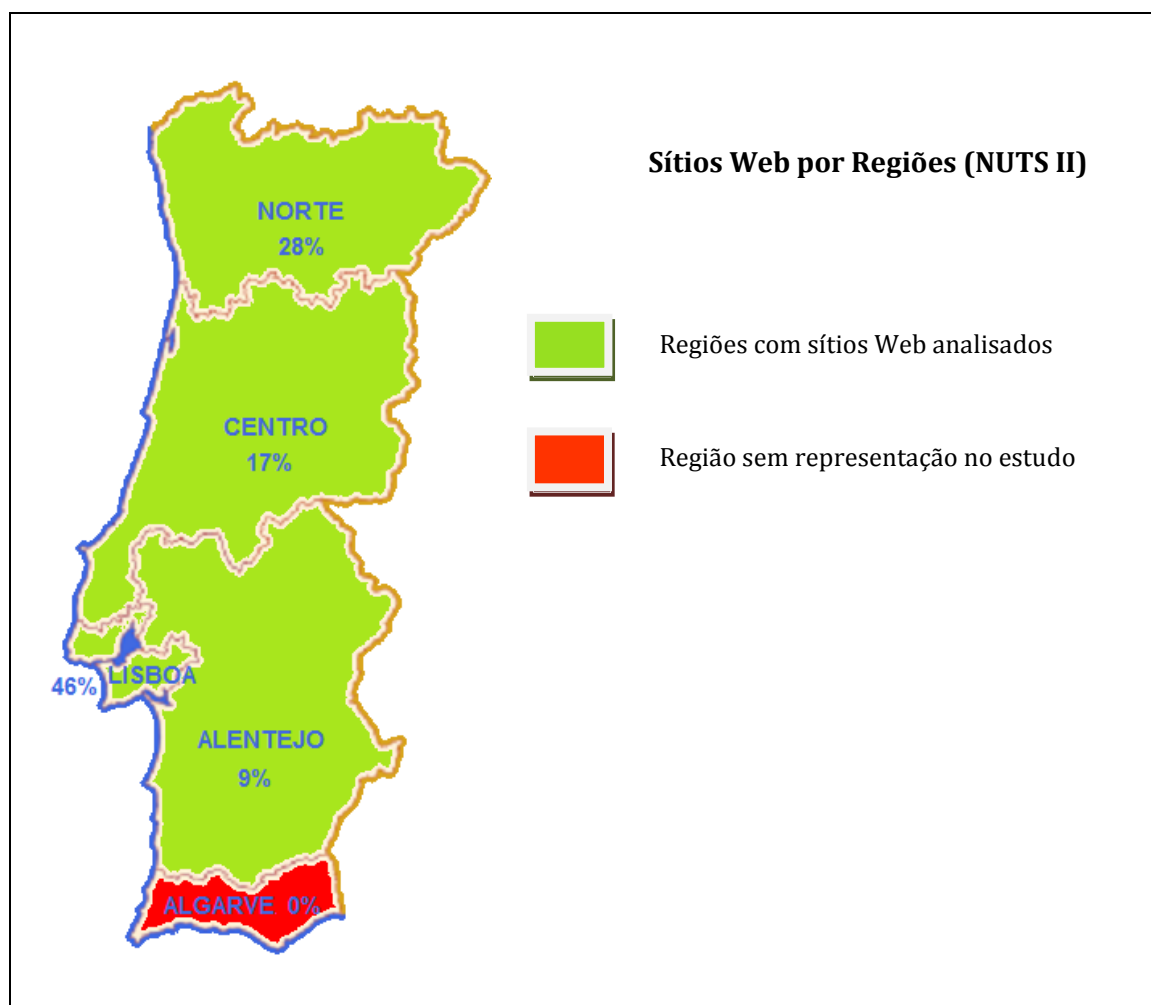 Sítios Web por Regiões (NUTS II)
NORTE
28%
Regiões com sítios Web analisados
CENTRO
17%
Região sem representação no estudo
LISBOA
46%
ALENTEJO
9%
ALGARVE 0%